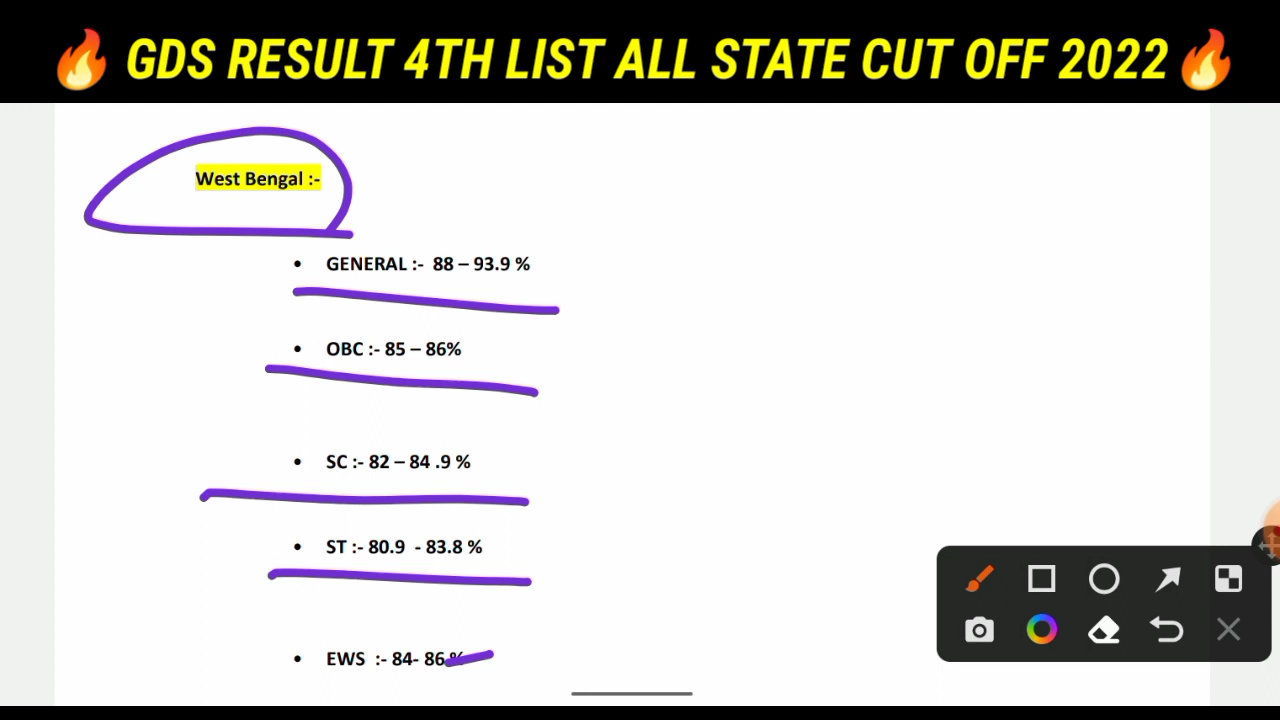 🔥 GDS RESULT 4TH LIST ALL STATE CUT OFF 2022 🔥
West Bengal :-
• GENERAL :- 88 – 93.9 %
• OBC :- 85 – 86%
• SC :- 82 – 84 .9 %
• ST :- 80.9 - 83.8 %
• EWS :- 84- 86 %